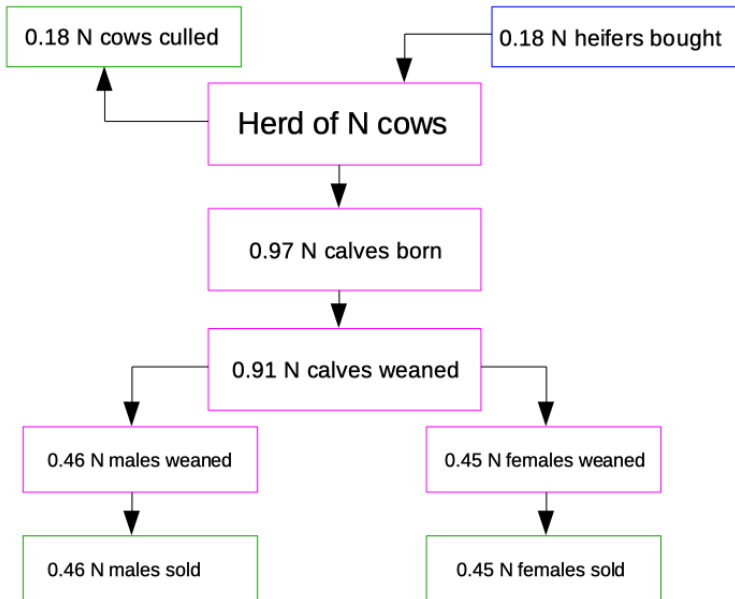 0.18 N cows culled
0.18 N heifers bought
Herd of N cows
0.97 N calves born
0.91 N calves weaned
0.46 N males weaned
0.45 N females weaned
0.46 N males sold
0.45 N females sold